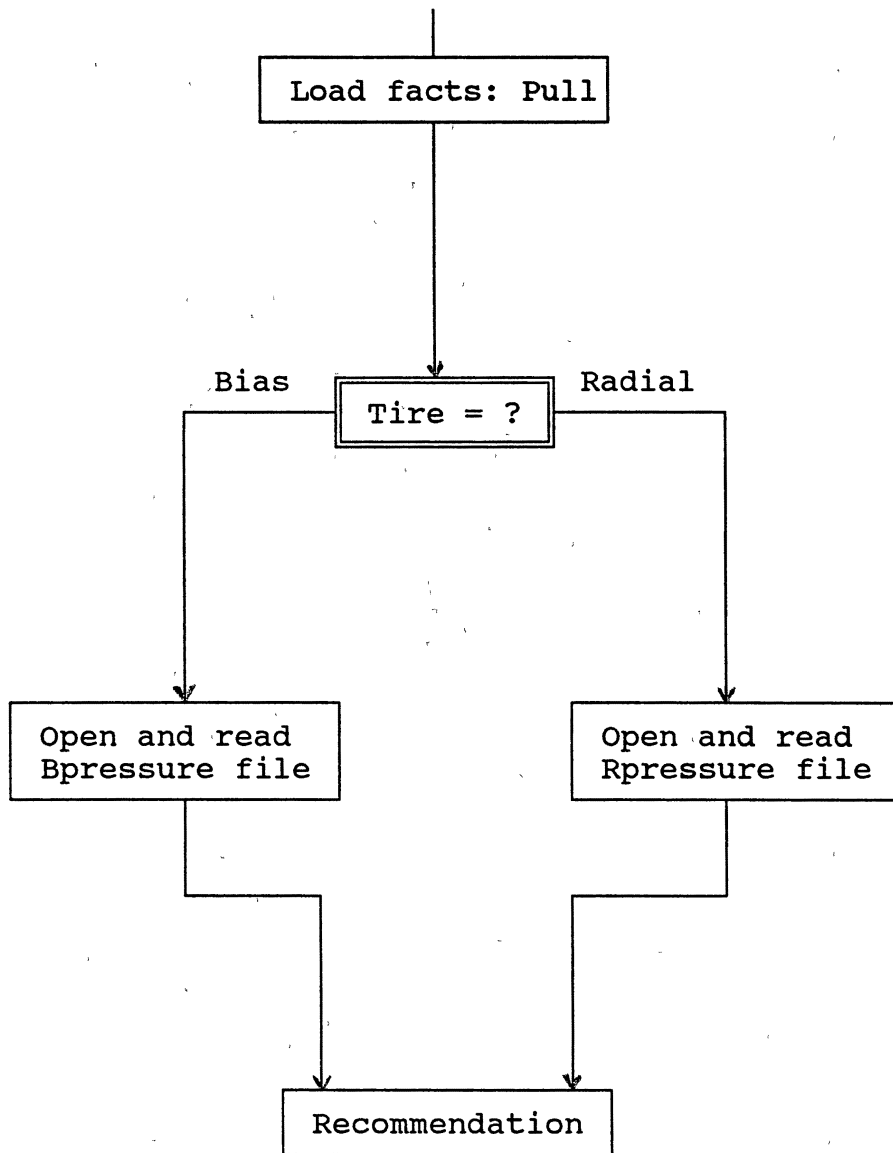 Load facts: Pull
Bias
Radial
Tire = ?
Open and read
Bpressure file
Open and read
Rpressure file
Recommendation